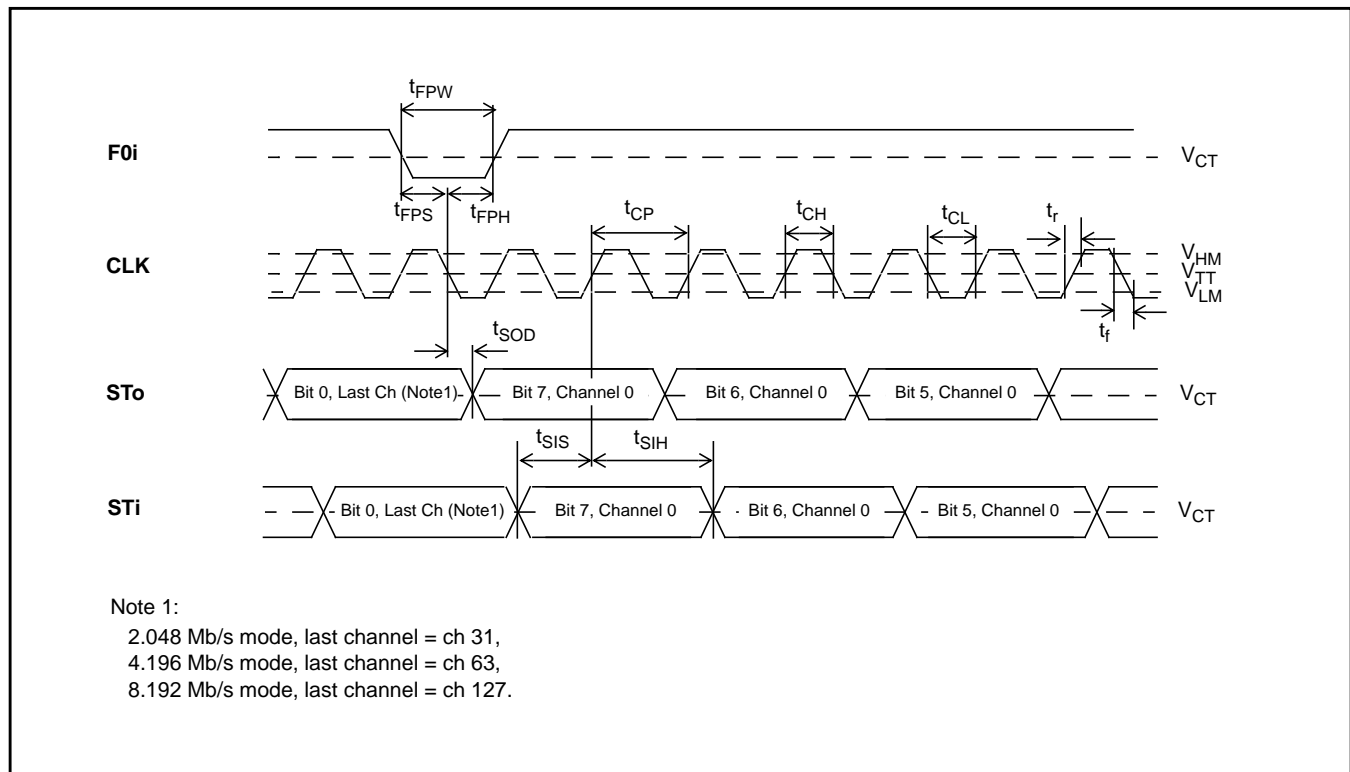 tFPW
F0i
VCT
tFPS tFPH
tCP tCH tCL tr
CLK
VHM
VTT
VLM
tf
tSOD
STo
Bit 0, Last Ch (Note1) Bit 7, Channel 0 Bit 6, Channel 0 Bit 5, Channel 0
VCT
tSIS tSIH
STi
Bit 0, Last Ch (Note1) Bit 7, Channel 0 Bit 6, Channel 0 Bit 5, Channel 0
VCT
Note 1:
2.048 Mb/s mode, last channel = ch 31,
4.196 Mb/s mode, last channel = ch 63,
8.192 Mb/s mode, last channel = ch 127.